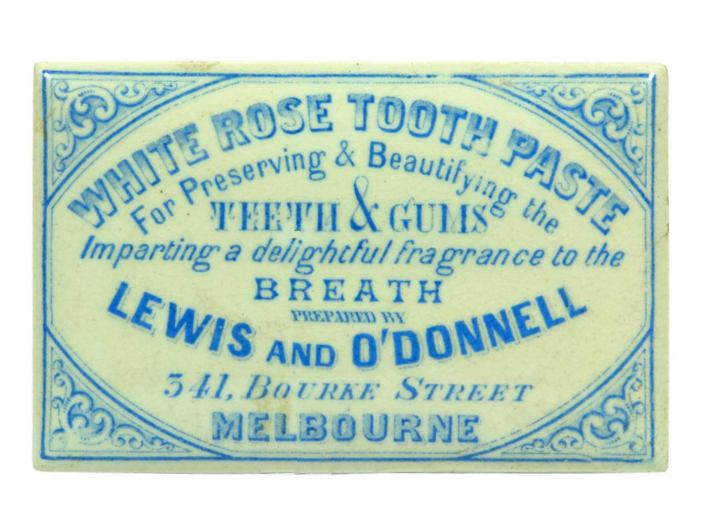 WHITE ROSE TOOTH PASTE
For Preserving & Beautifying the
TEETH & GUMS
Imparting a delightful fragrance to the
BREATH
PREPARED BY
LEWIS AND O'DONNELL
341, BOURKE STREET
MELBOURNE